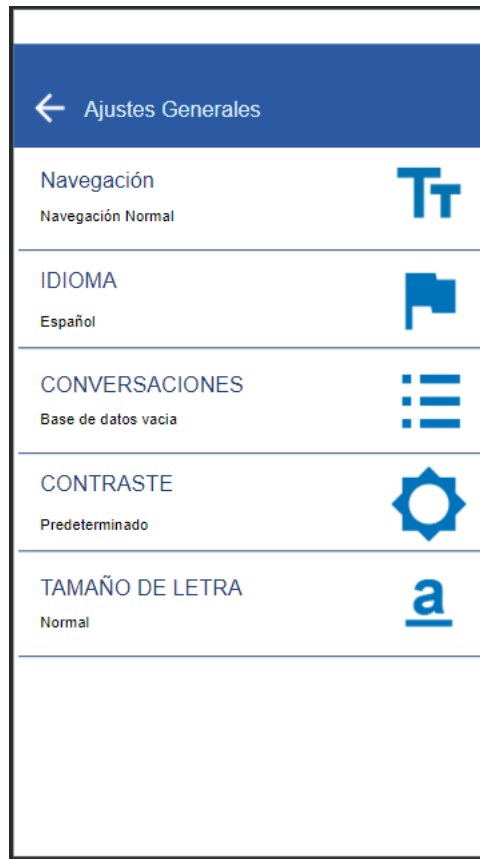 Ajustes Generales
Navegación
Navegación Normal
IDIOMA
Español
CONVERSACIONES
Base de datos vacia
CONTRASTE
Predeterminado
TAMAÑO DE LETRA
Normal